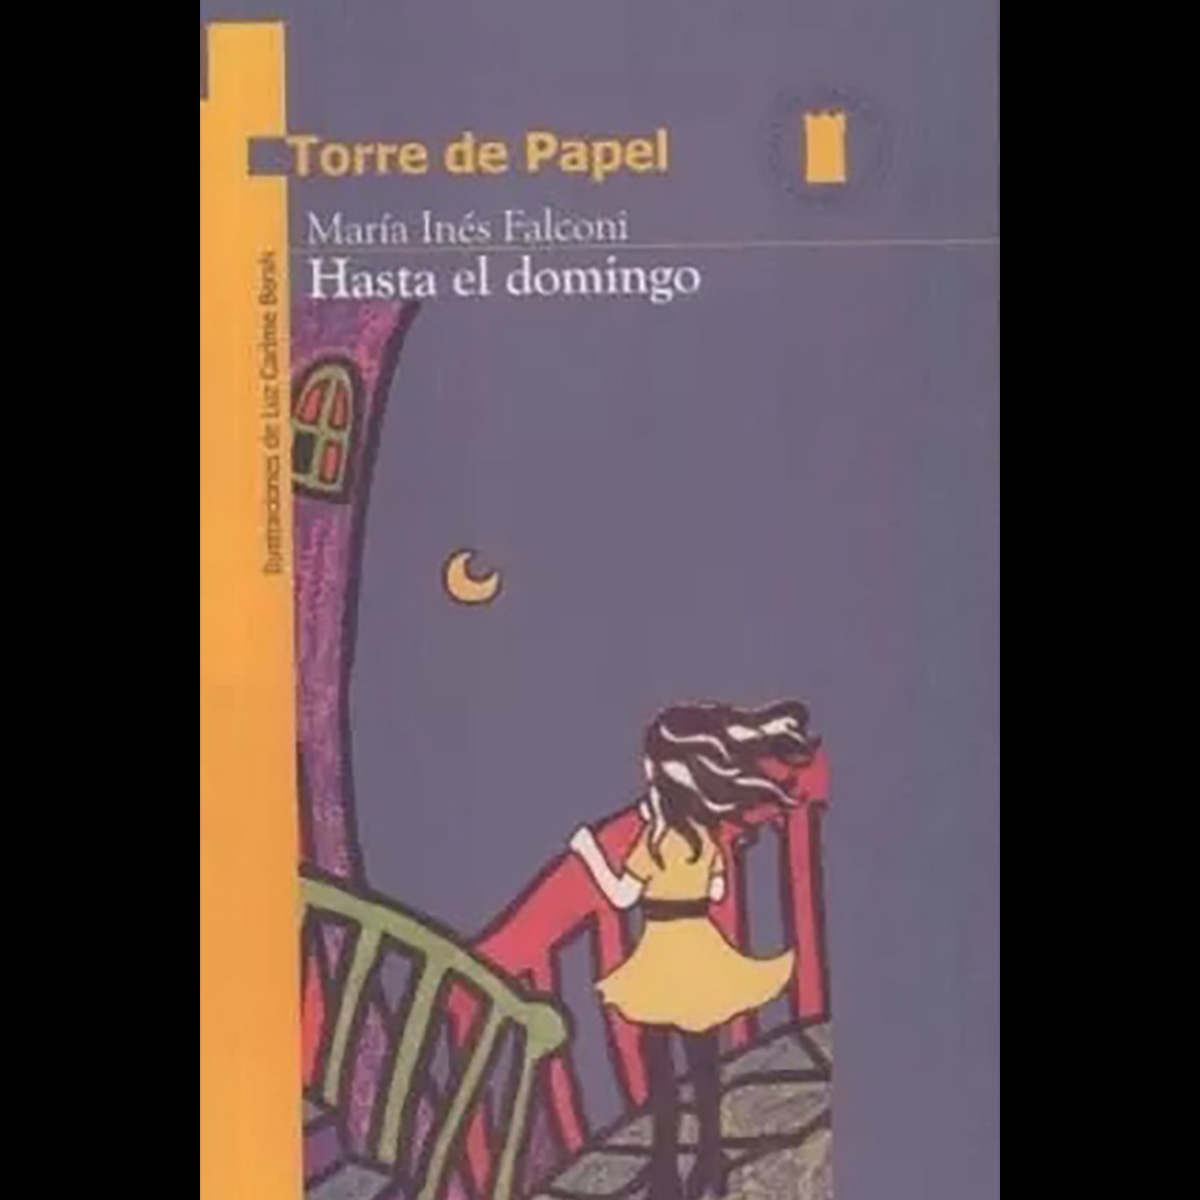 Torre de Papel
María Inés Falconi
Hasta el domingo
Ilustraciones de Luz Carime Bersh